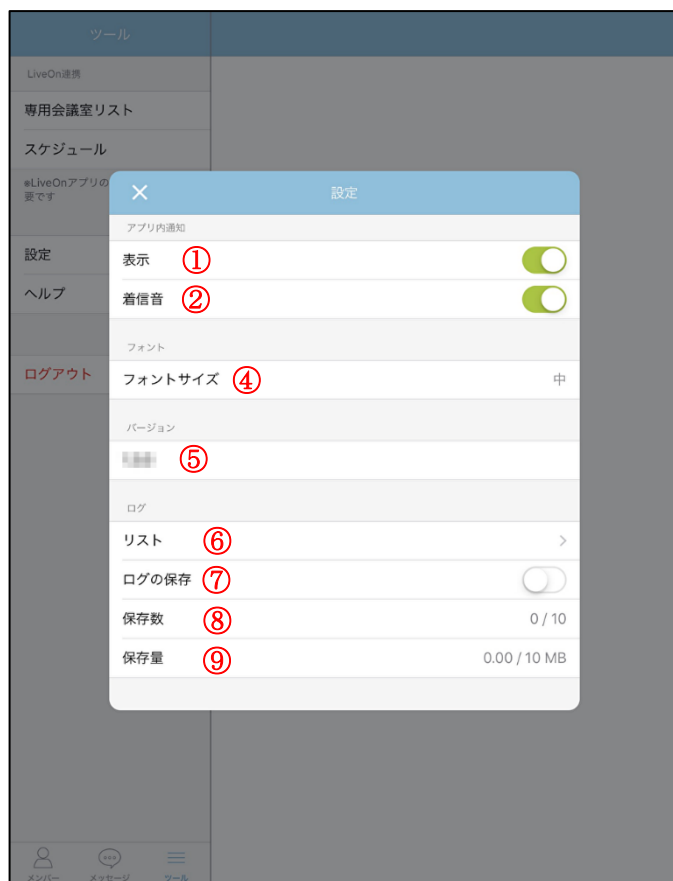 ツール
LiveOn連携
専用会議室リスト
スケジュール
※LiveOnアプリの
要です
設定
ヘルプ
ログアウト
設定
アプリ内通知
表示 ①
着信音 ②
フォント
フォントサイズ ④ 中
バージョン
⑤
ログ
リスト ⑥ >
ログの保存 ⑦
保存数 ⑧ 0 / 10
保存量 ⑨ 0.00 / 10 MB
メンバー メッセージ ツール